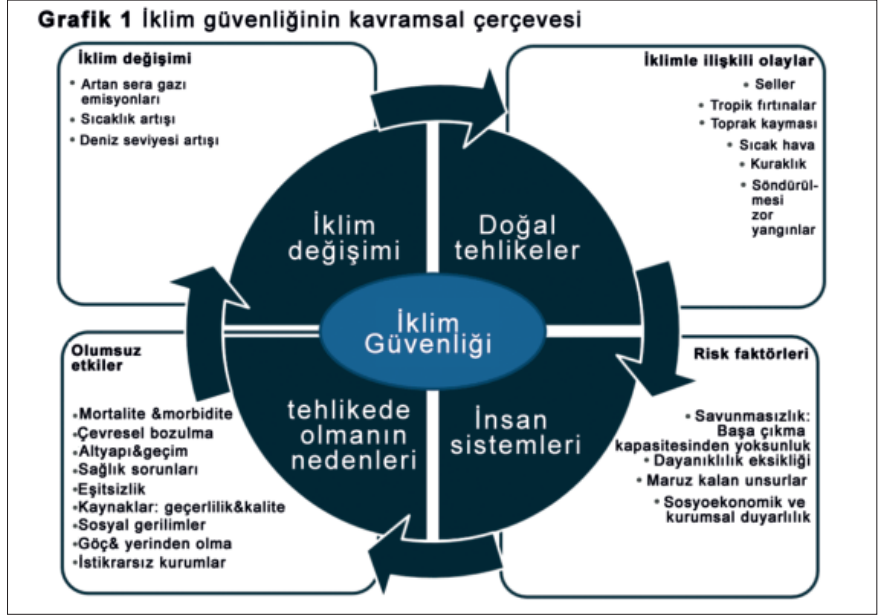 Grafik 1 İklim güvenliğinin kavramsal çerçevesi
İklim değişimi
• Artan sera gazı
emisyonları
• Sıcaklık artışı
• Deniz seviyesi artışı
İklimle ilişkili olaylar
• Seller
• Tropik fırtınalar
• Toprak kayması
• Sıcak hava
• Kuraklık
• Söndürül-
mesi
zor
yangınlar
İklim
değişimi
Doğal
tehlikeler
İklim
Güvenliği
tehlikede
olmanın
nedenleri
İnsan
sistemleri
Olumsuz
etkiler
•Mortalite &morbidite
•Çevresel bozulma
•Altyapı&geçim
•Sağlık sorunları
•Eşitsizlik
•Kaynaklar: geçerlilik&kalite
•Sosyal gerilimler
•Göç& yerinden olma
•İstikrarsız kurumlar
Risk faktörleri
• Savunmasızlık:
Başa çıkma
kapasitesinden yoksunluk
• Dayanıklılık eksikliği
• Maruz kalan unsurlar
• Sosyoekonomik ve
kurumsal duyarlılık